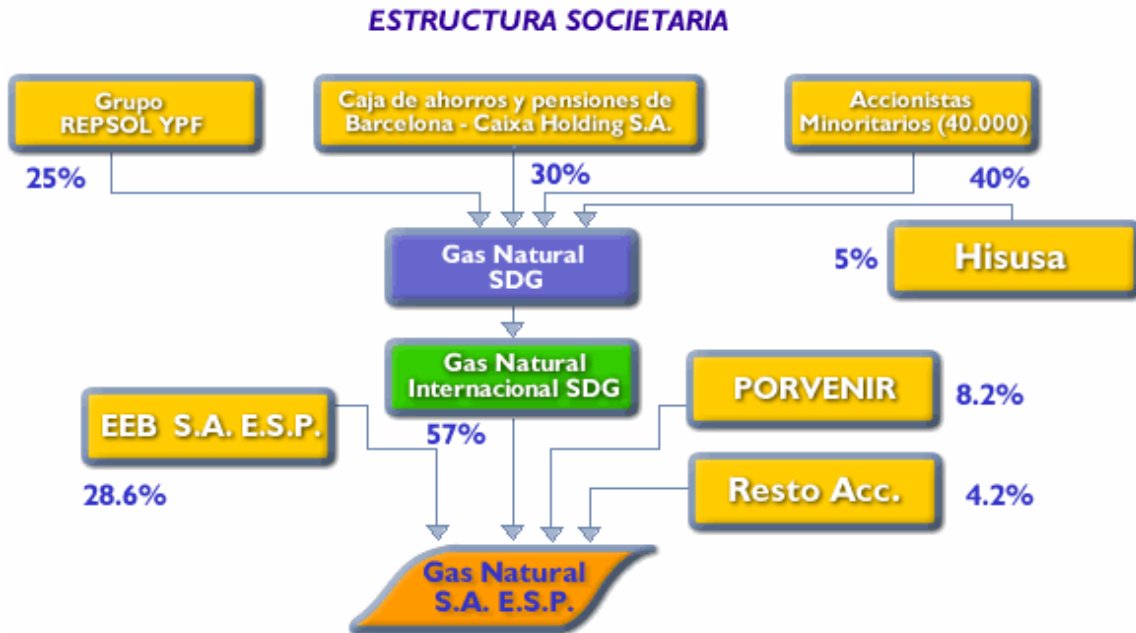 ESTRUCTURA SOCIETARIA
Grupo
REPSOL YPF
Caja de ahorros y pensiones de
Barcelona - Caixa Holding S.A.
Accionistas
Minoritarios (40.000)
25%
30%
40%
Gas Natural
SDG
5%
Hisusa
Gas Natural
Internacional SDG
57%
EEB S.A. E.S.P.
28.6%
PORVENIR
8.2%
Resto Acc.
4.2%
Gas Natural
S.A. E.S.P.